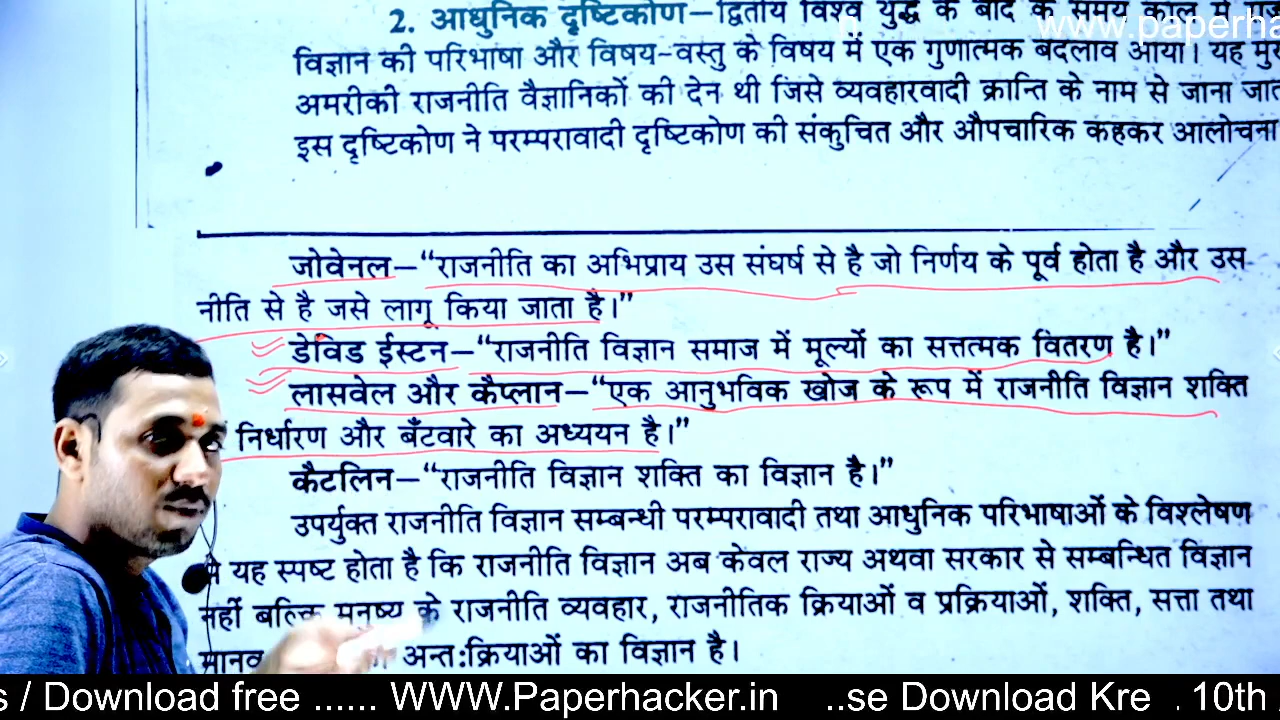 2. आधुनिक दृष्टिकोण–द्वितीय विश्व युद्ध के बाद के समय काल में
www.paperha
विज्ञान की परिभाषा और विषय-वस्तु के विषय में एक गुणात्मक बदलाव आया। यह
अमरीकी राजनीति वैज्ञानिकों की देन थी जिसे व्यवहारवादी क्रान्ति के नाम से जाना
इस दृष्टिकोण ने परम्परावादी दृष्टिकोण की संकुचित और औपचारिक कहकर आलोचना
जोवेनल–“राजनीति का अभिप्राय उस संघर्ष से है जो निर्णय के पूर्व होता है और उस
नीति से है जसे लागू किया जाता है।”
डेविड ईस्टन–“राजनीति विज्ञान समाज में मूल्यों का सत्तत्मक वितरण है।”
लासवेल और कैप्लान–“एक आनुभविक खोज के रूप में राजनीति विज्ञान शक्ति
निर्धारण और बँटवारे का अध्ययन है।”
कैटलिन–“राजनीति विज्ञान शक्ति का विज्ञान है।”
उपर्युक्त राजनीति विज्ञान सम्बन्धी परम्परावादी तथा आधुनिक परिभाषाओं के विश्लेषण
यह स्पष्ट होता है कि राजनीति विज्ञान अब केवल राज्य अथवा सरकार से सम्बन्धित विज्ञान
नहीं बल्कि मनुष्य के राजनीति व्यवहार, राजनीतिक क्रियाओं व प्रक्रियाओं, शक्ति, सत्ता तथा
मानव अन्त:क्रियाओं का विज्ञान है।
s / Download free ...... WWW.Paperhacker.in ..se Download Kre . 10th